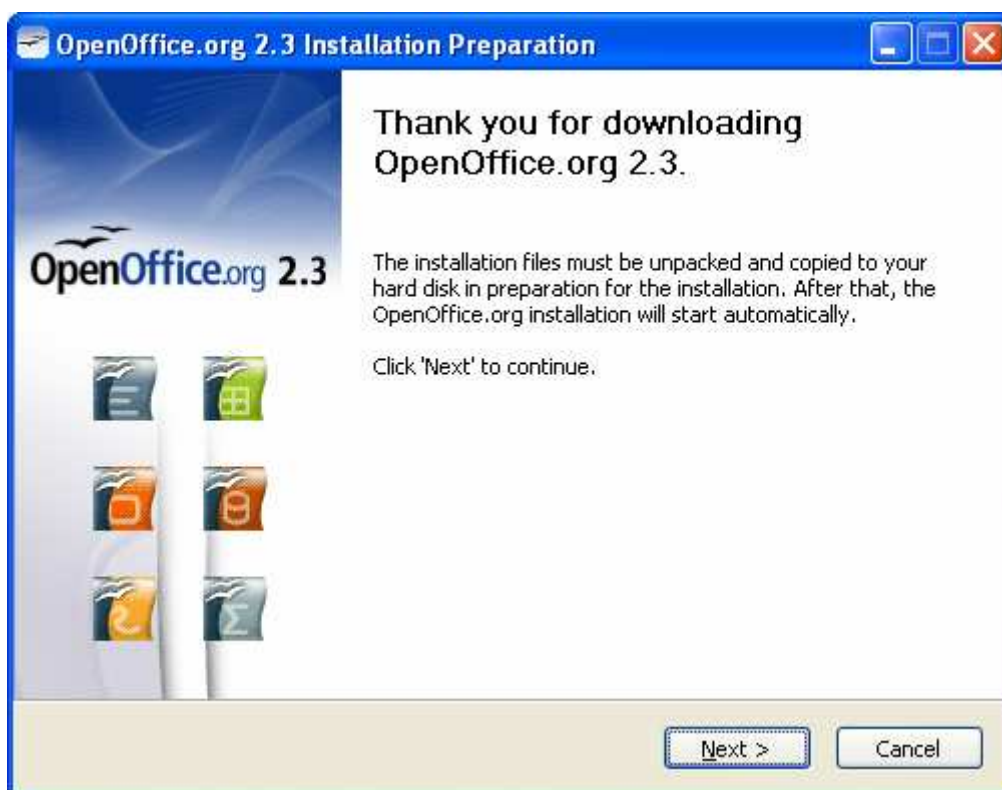 OpenOffice.org 2.3 Installation Preparation
Thank you for downloading
OpenOffice.org 2.3.
OpenOffice.org 2.3
The installation files must be unpacked and copied to your
hard disk in preparation for the installation. After that, the
OpenOffice.org installation will start automatically.
Click 'Next' to continue.
Next >
Cancel